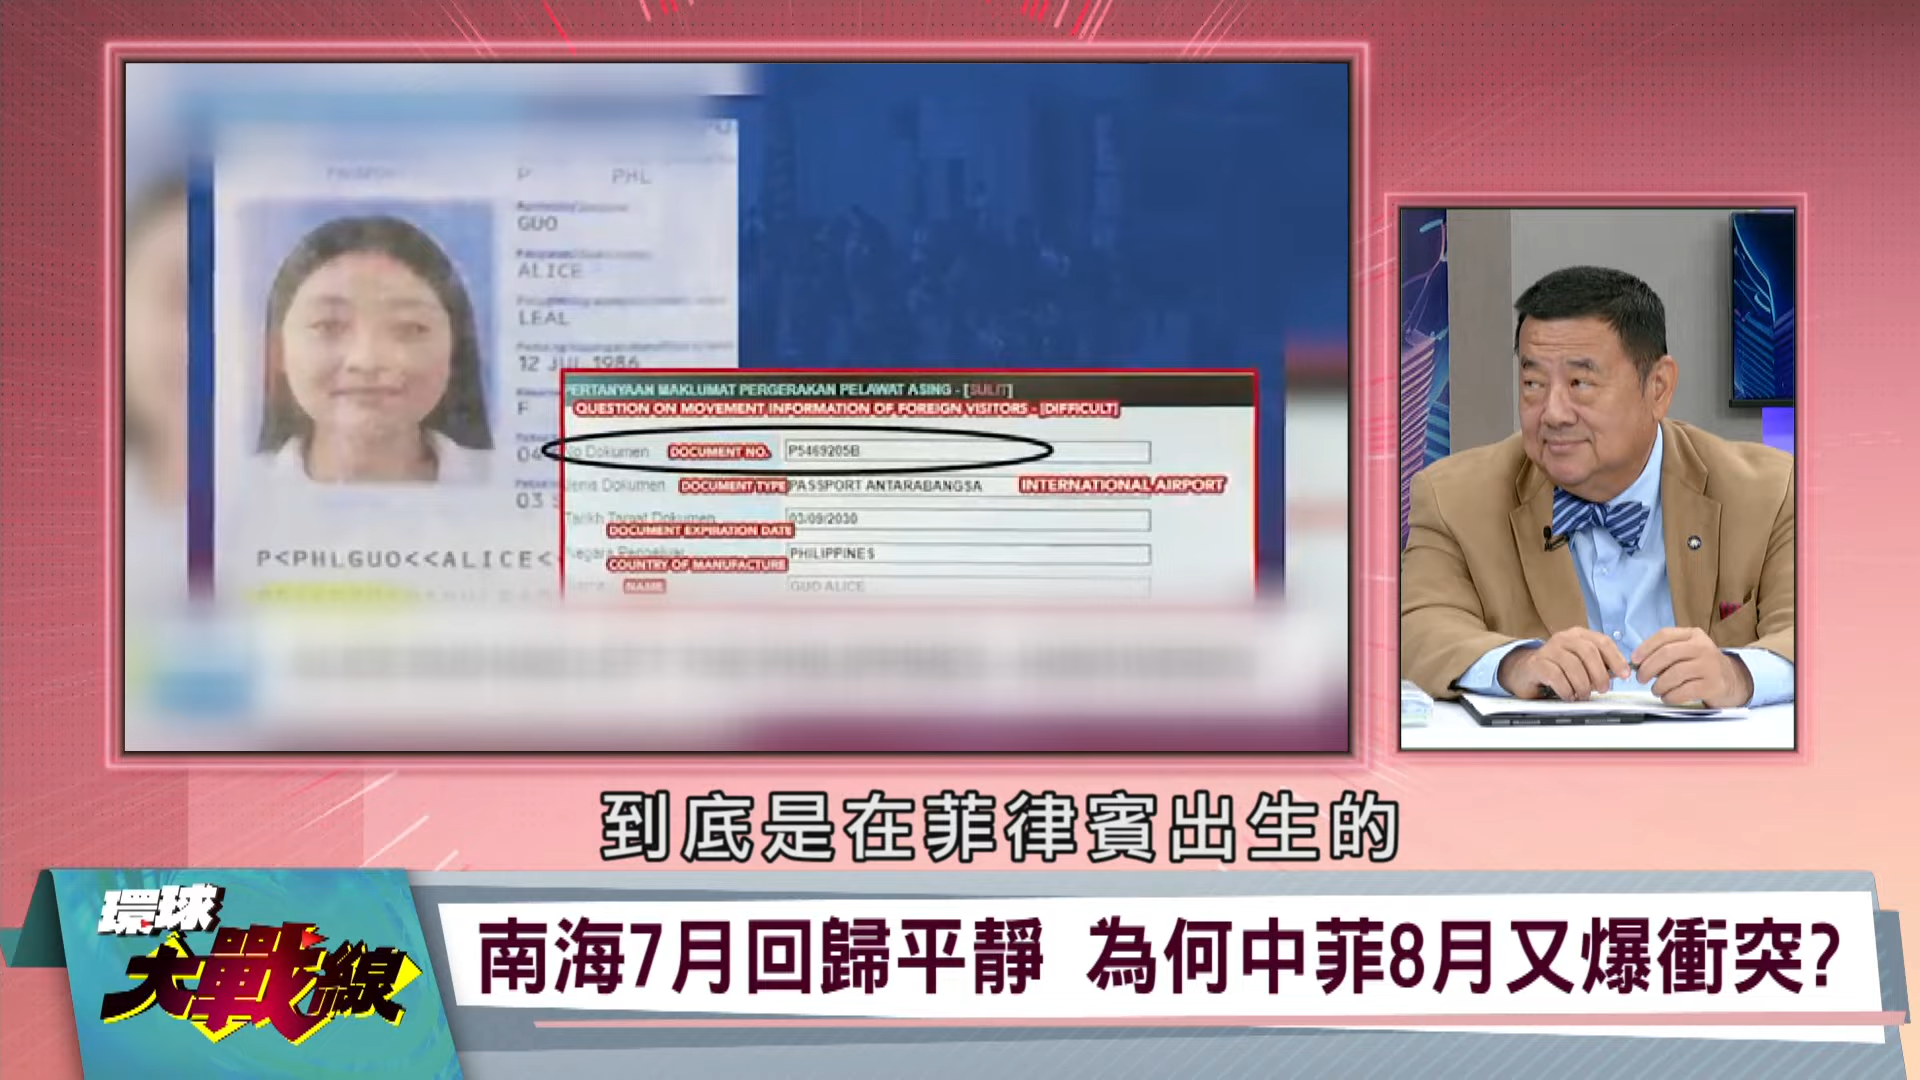 P
PHL
GUO
ALICE
LEAL
12 JUL 1986
F
04
03 S
P<PHLGUO<<ALICE<
PERTANYAAN MAKLUMAT PERGERAKAN PELAWAT ASING - [SULIT]
QUESTION ON MOVEMENT INFORMATION OF FOREIGN VISITORS - [DIFFICULT]
No Dokumen DOCUMENT NO. P5469205B
Jenis Dokumen DOCUMENT TYPE PASSPORT ANTARABANGSA INTERNATIONAL AIRPORT
Tarikh Tamat Dokumen 03/09/2030
DOCUMENT EXPIRATION DATE
Negara Pengeluar PHILIPPINES
COUNTRY OF MANUFACTURE
NAME GUO ALICE
到底是在菲律賓出生的
環球
大戰線
南海7月回歸平靜 為何中菲8月又爆衝突?